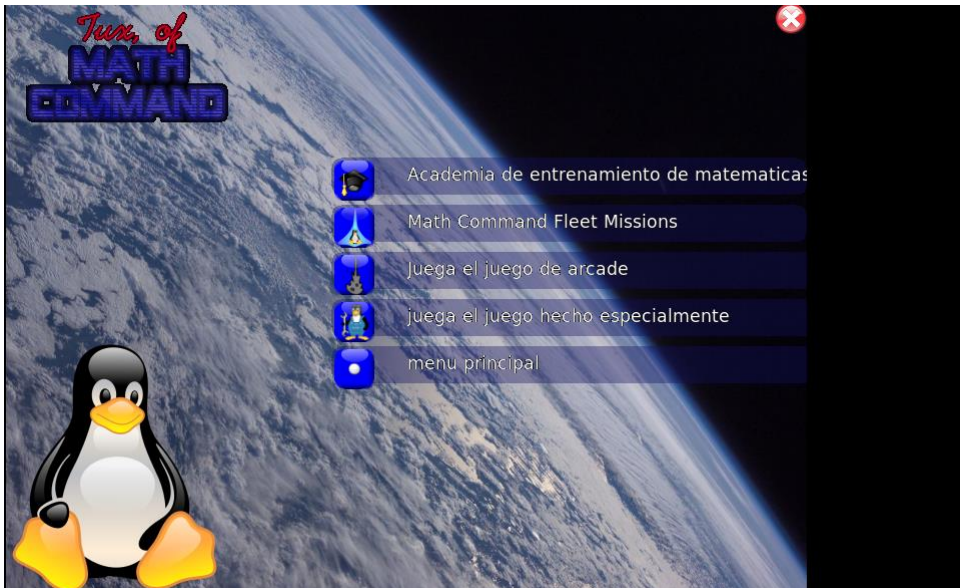 Tux, of
MATH
COMMAND
Academia de entrenamiento de matematicas
Math Command Fleet Missions
Juega el juego de arcade
juega el juego hecho especialmente
menu principal